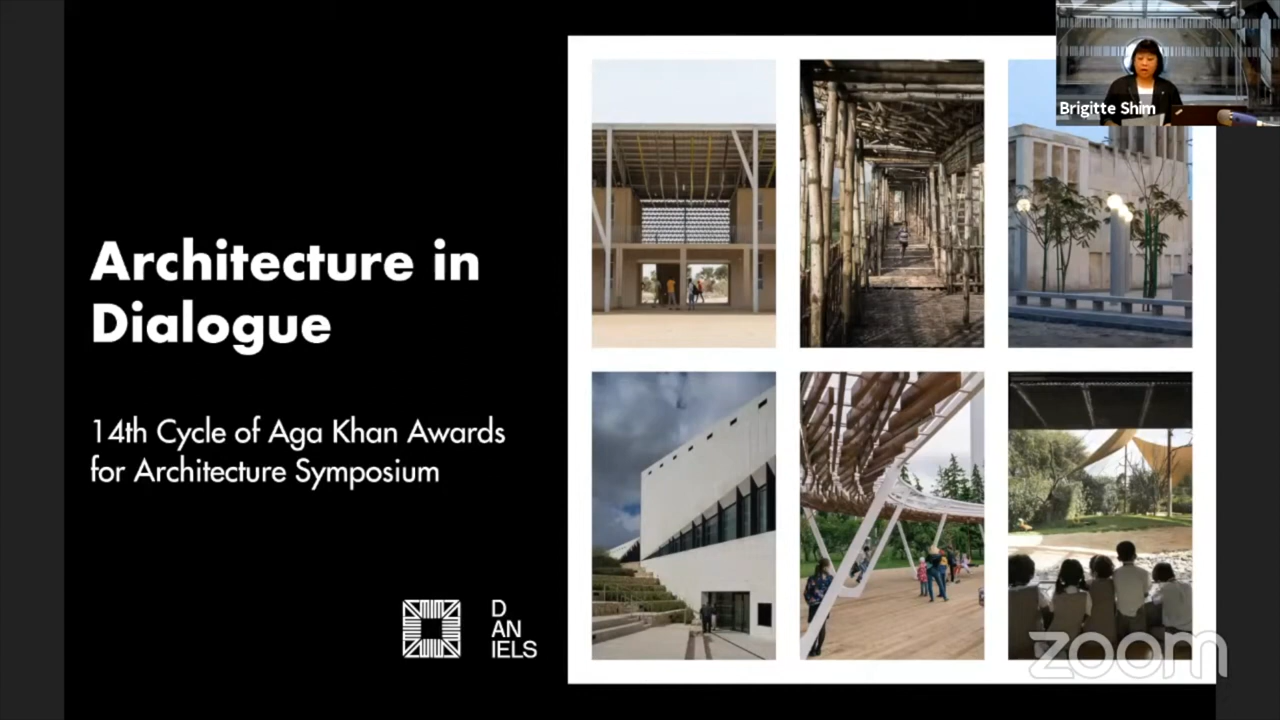 Brigitte Shim
Architecture in
Dialogue
14th Cycle of Aga Khan Awards
for Architecture Symposium
D
AN
IELS
zoom